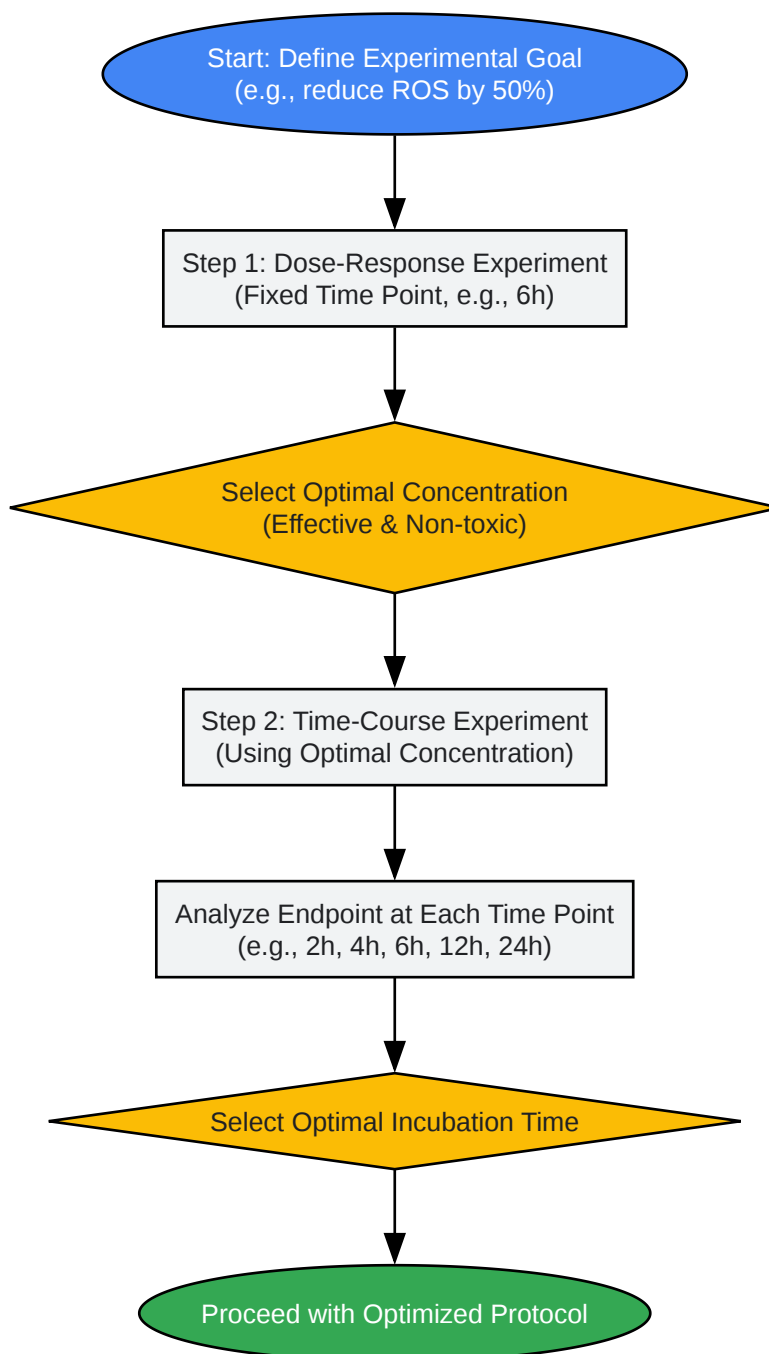 Start: Define Experimental Goal
(e.g., reduce ROS by 50%)
Step 1: Dose-Response Experiment
(Fixed Time Point, e.g., 6h)
Select Optimal Concentration
(Effective & Non-toxic)
Step 2: Time-Course Experiment
(Using Optimal Concentration)
Analyze Endpoint at Each Time Point
(e.g., 2h, 4h, 6h, 12h, 24h)
Select Optimal Incubation Time
Proceed with Optimized Protocol